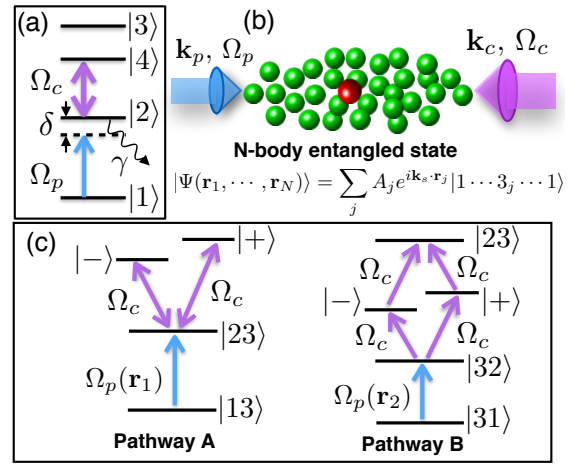 (a)
|3⟩
|4⟩
Ω_c
|2⟩
δ
γ
Ω_p
|1⟩
(b)
k_p, Ω_p
k_c, Ω_c
N-body entangled state
|Ψ(r_1, ⋯ , r_N)⟩ = ∑_j A_j e^{ik_s·r_j} |1 ⋯ 3_j ⋯ 1⟩
(c)
|−⟩
|+⟩
Ω_c
Ω_c
|23⟩
Ω_p(r_1)
|13⟩
Pathway A
|23⟩
Ω_c
Ω_c
|−⟩
|+⟩
Ω_c
Ω_c
|32⟩
Ω_p(r_2)
|31⟩
Pathway B